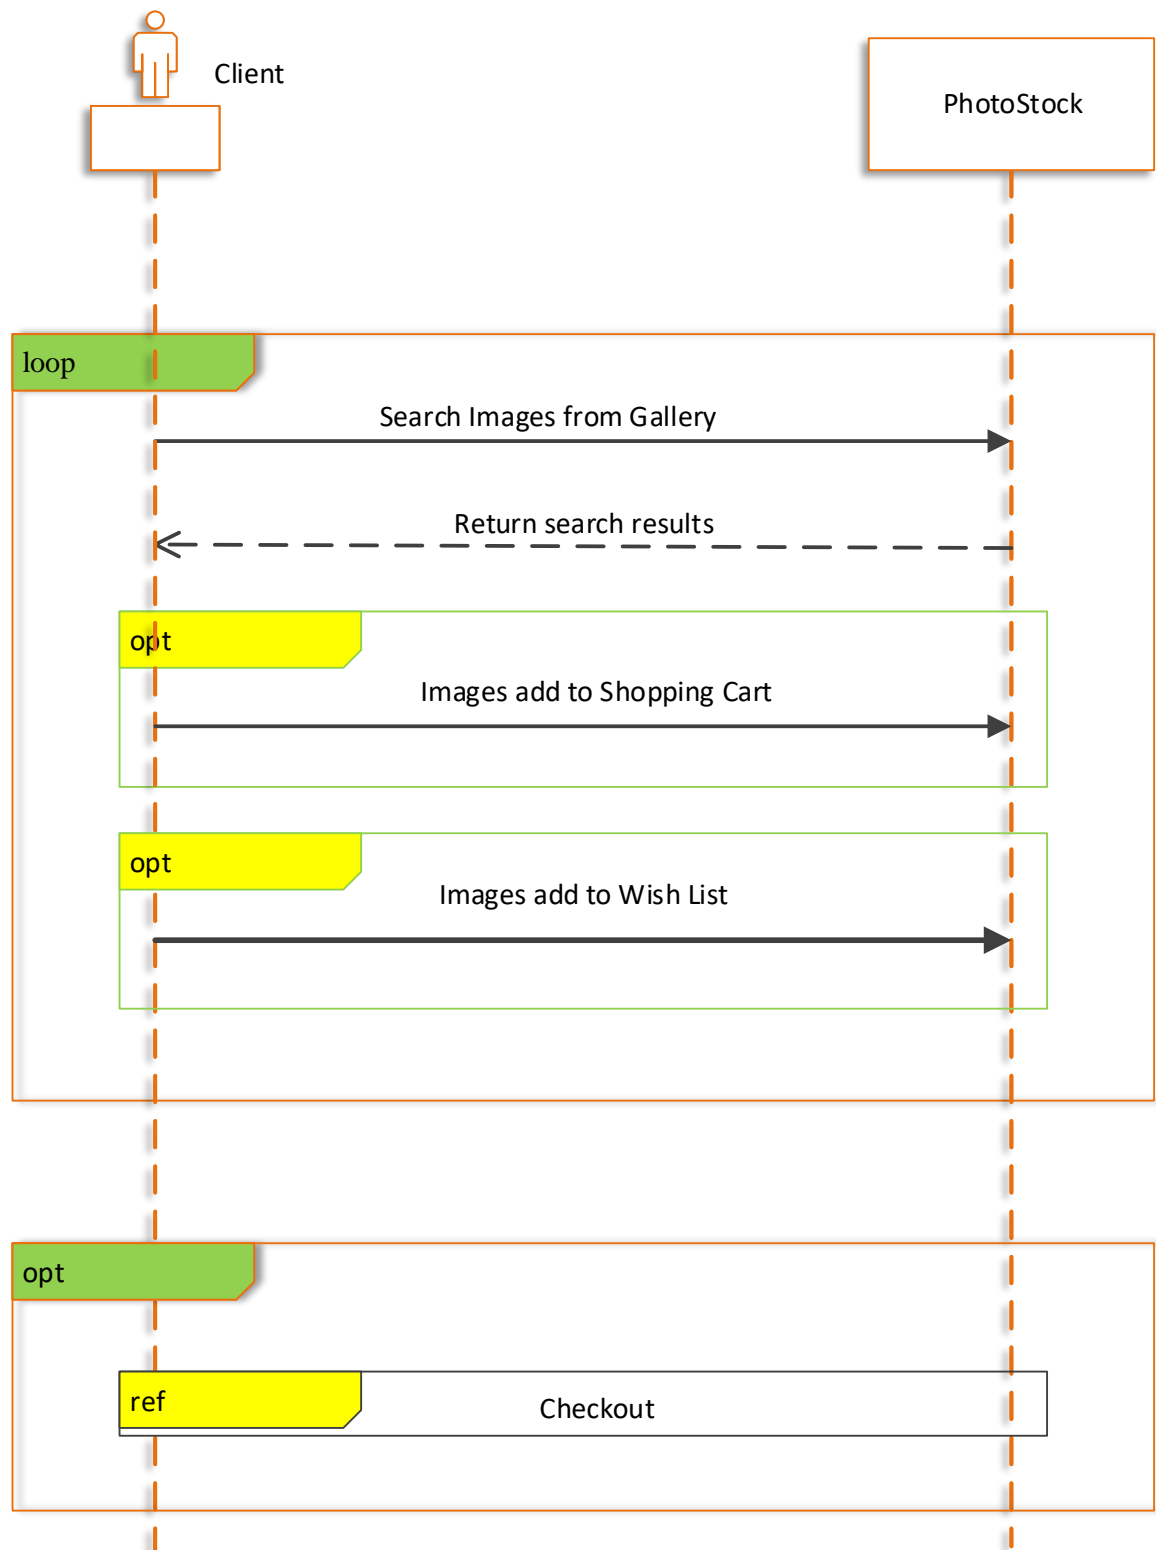 Client
PhotoStock
loop
Search Images from Gallery
Return search results
opt
Images add to Shopping Cart
opt
Images add to Wish List
opt
ref
Checkout